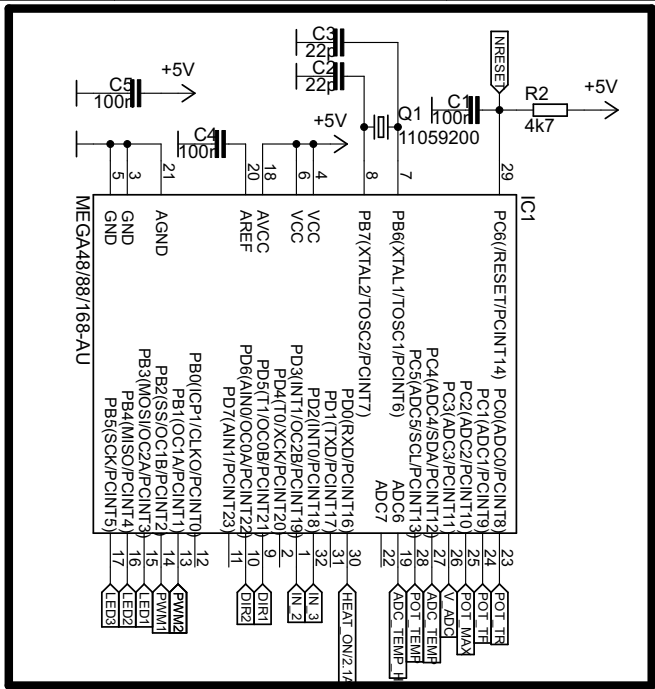 C3
22p
C2
22p
C5
100n
+5V
C4
100n
+5V
Q1
11059200
C1
100n
NRESET
R2
4k7
+5V
5
3
21
20
18
6
4
8
7
29
GND
GND
AGND
AREF
AVCC
VCC
VCC
PB7(XTAL2/TOSC2/PCINT7)
PB6(XTAL1/TOSC1/PCINT6)
PC6(/RESET/PCINT14)
IC1
MEGA48/88/168-AU
PB5(SCK/PCINT5)
PB4(MISO/PCINT4)
PB3(MOSI/OC2A/PCINT3)
PB2(SS/OC1B/PCINT2)
PB1(OC1A/PCINT1)
PB0(ICP1/CLKO/PCINT0)
PD7(AIN1/PCINT23)
PD6(AIN0/OC0A/PCINT22)
PD5(T1/OC0B/PCINT21)
PD4(T0/XCK/PCINT20)
PD3(INT1/OC2B/PCINT19)
PD2(INT0/PCINT18)
PD1(TXD/PCINT17)
PD0(RXD/PCINT16)
ADC7
ADC6
PC5(ADC5/SCL/PCINT13)
PC4(ADC4/SDA/PCINT12)
PC3(ADC3/PCINT11)
PC2(ADC2/PCINT10)
PC1(ADC1/PCINT9)
PC0(ADC0/PCINT8)
17
16
15
14
13
12
11
10
9
2
1
32
31
30
22
19
28
27
26
25
24
23
LED3
LED2
LED1
PWM1
PWM2
DIR2
DIR1
IN_2
IN_3
HEAT_ON/2.1A
ADC_TEMP_H
POT_TEMP
ADC_TEMP
V_ADC
POT_MAX
POT_TF
POT_TR